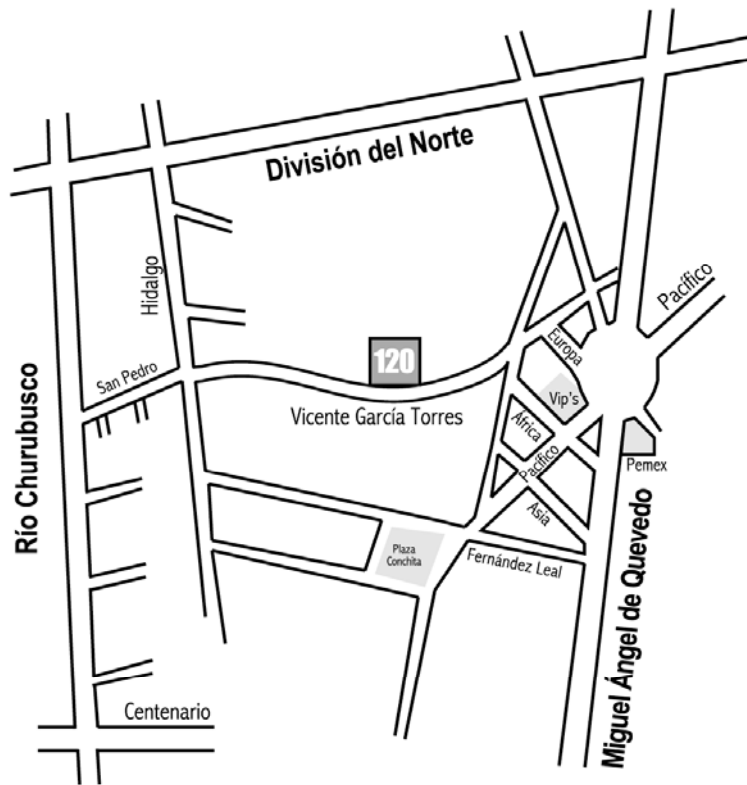 División del Norte
Hidalgo
Pacífico
Europa
120
San Pedro
Vip's
Vicente García Torres
África
Pacífico
Pemex
Río Churubusco
Asia
Plaza
Conchita
Fernández Leal
Miguel Ángel de Quevedo
Centenario